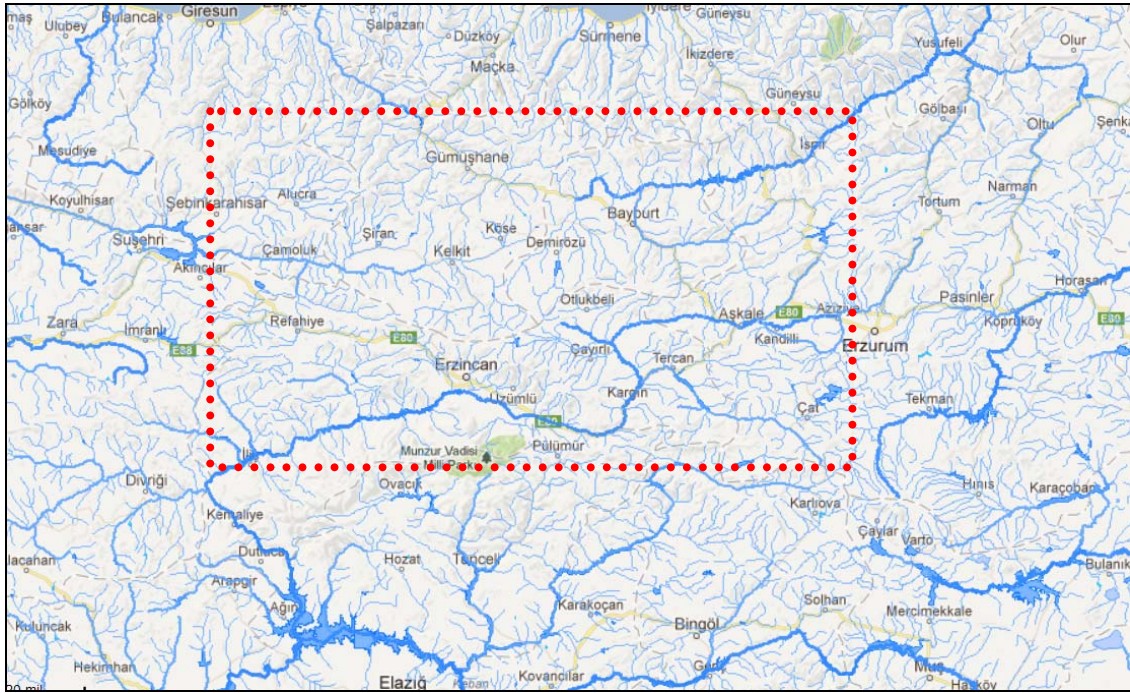 Ulubey
Bulancak
Giresun
Şalpazarı
Düzköy
Maçka
Sürmene
Güneysu
İkizdere
Yusufeli
Olur
Gölköy
Mesudiye
Güneysu
Gölbaşı
Oltu
İspir
Gümüşhane
Koyulhisar
Şebinkarahisar
Alucra
Narman
Tortum
Bayburt
Suşehri
Şiran
Köse
Demirözü
Çamoluk
Kelkit
Akıncılar
Horasan
Pasinler
Otlukbeli
Aşkale
E80
Aziziye
Köprüköy
E80
Zara
İmranlı
Refahiye
E80
E88
Çayırlı
Tercan
Kandilli
Erzurum
Erzincan
Üzümlü
Kargın
Çat
Tekman
Pülümür
Munzur Vadisi
Milli Parkı
Ovacık
Divriği
Hınıs
Karaçoban
Karlıova
Kemaliye
Çaylar
Varto
Dutluca
Hozat
Tunceli
Bulanık
Arapgir
Ağın
Karakoçan
Solhan
Mercimekkale
Bingöl
Kuluncak
Hekimhan
Elazığ
Keban
Kovancılar
Muş
Hasköy